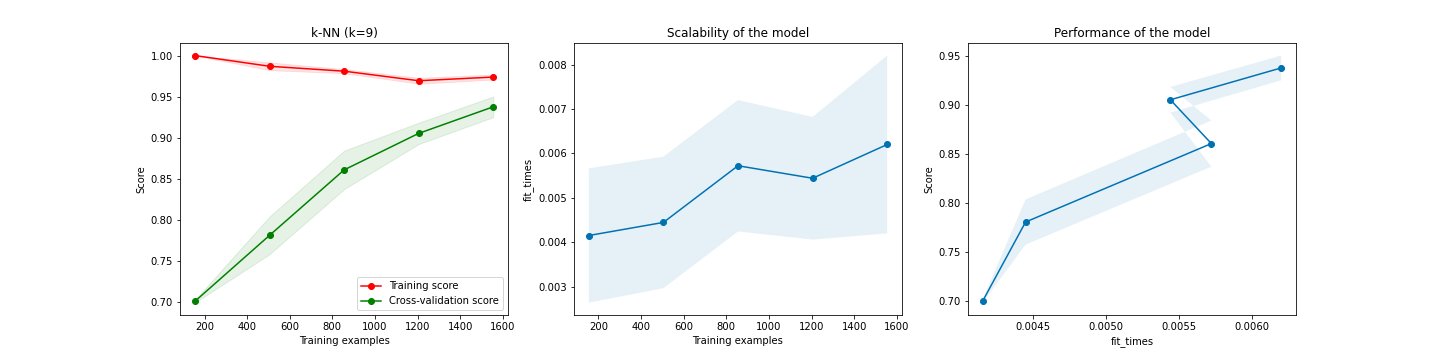 k-NN (k=9)
Score
1.00
0.95
0.90
0.85
0.80
0.75
0.70
200 400 600 800 1000 1200 1400 1600
Training examples
Training score
Cross-validation score
Scalability of the model
fit_times
0.008
0.007
0.006
0.005
0.004
0.003
200 400 600 800 1000 1200 1400 1600
Training examples
Performance of the model
Score
0.95
0.90
0.85
0.80
0.75
0.70
0.0045 0.0050 0.0055 0.0060
fit_times